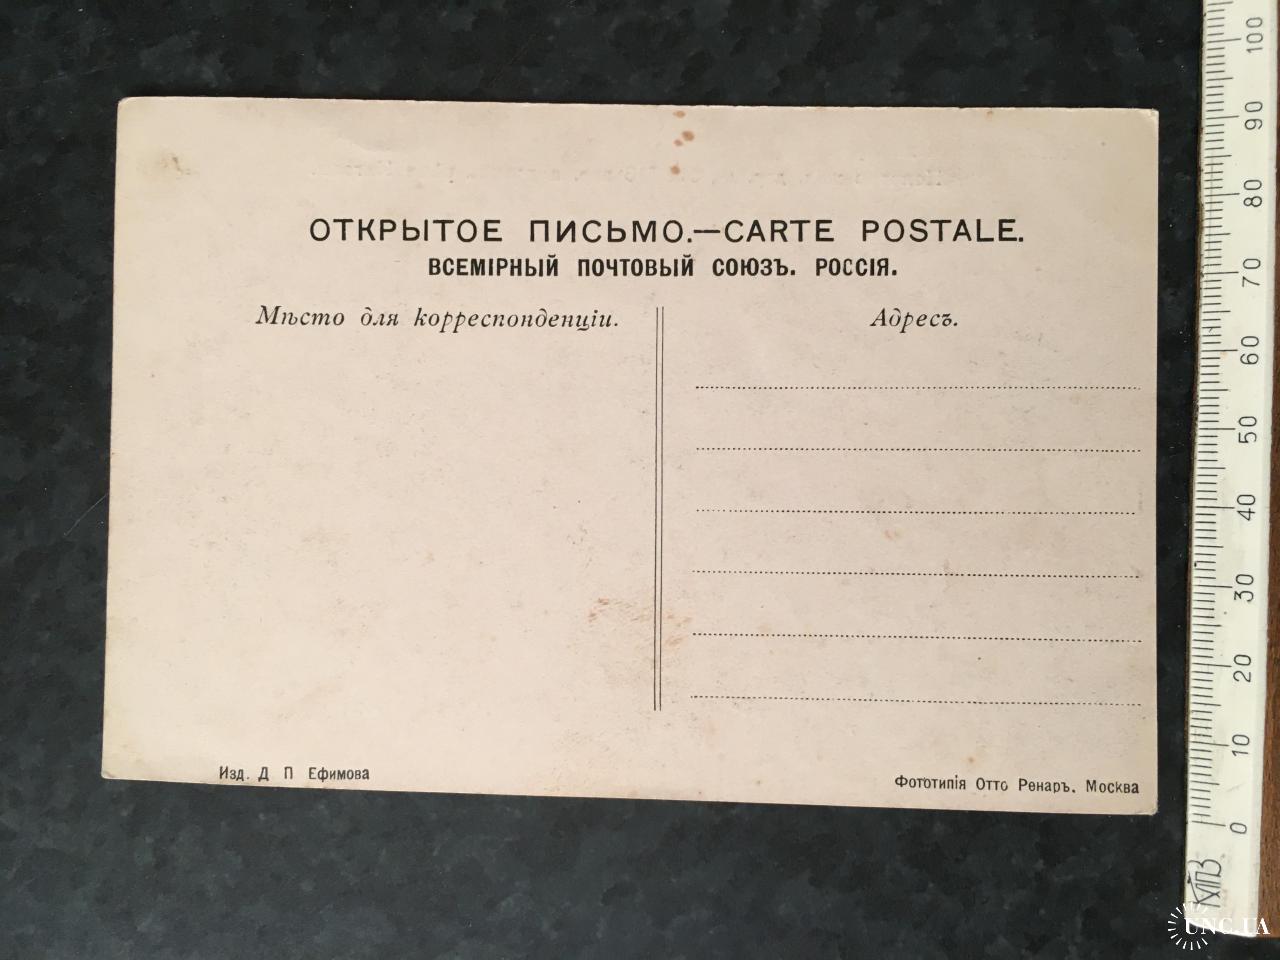 ОТКРЫТОЕ ПИСЬМО.—CARTE POSTALE.
ВСЕМІРНЫЙ ПОЧТОВЫЙ СОЮЗЪ. РОССІЯ.
Мѣсто для корреспонденціи.
Адресъ.
Изд. Д П Ефимова
Фототипія Отто Ренаръ. Москва
100
90
80
70
60
50
40
30
20
10
0
UNC.UA